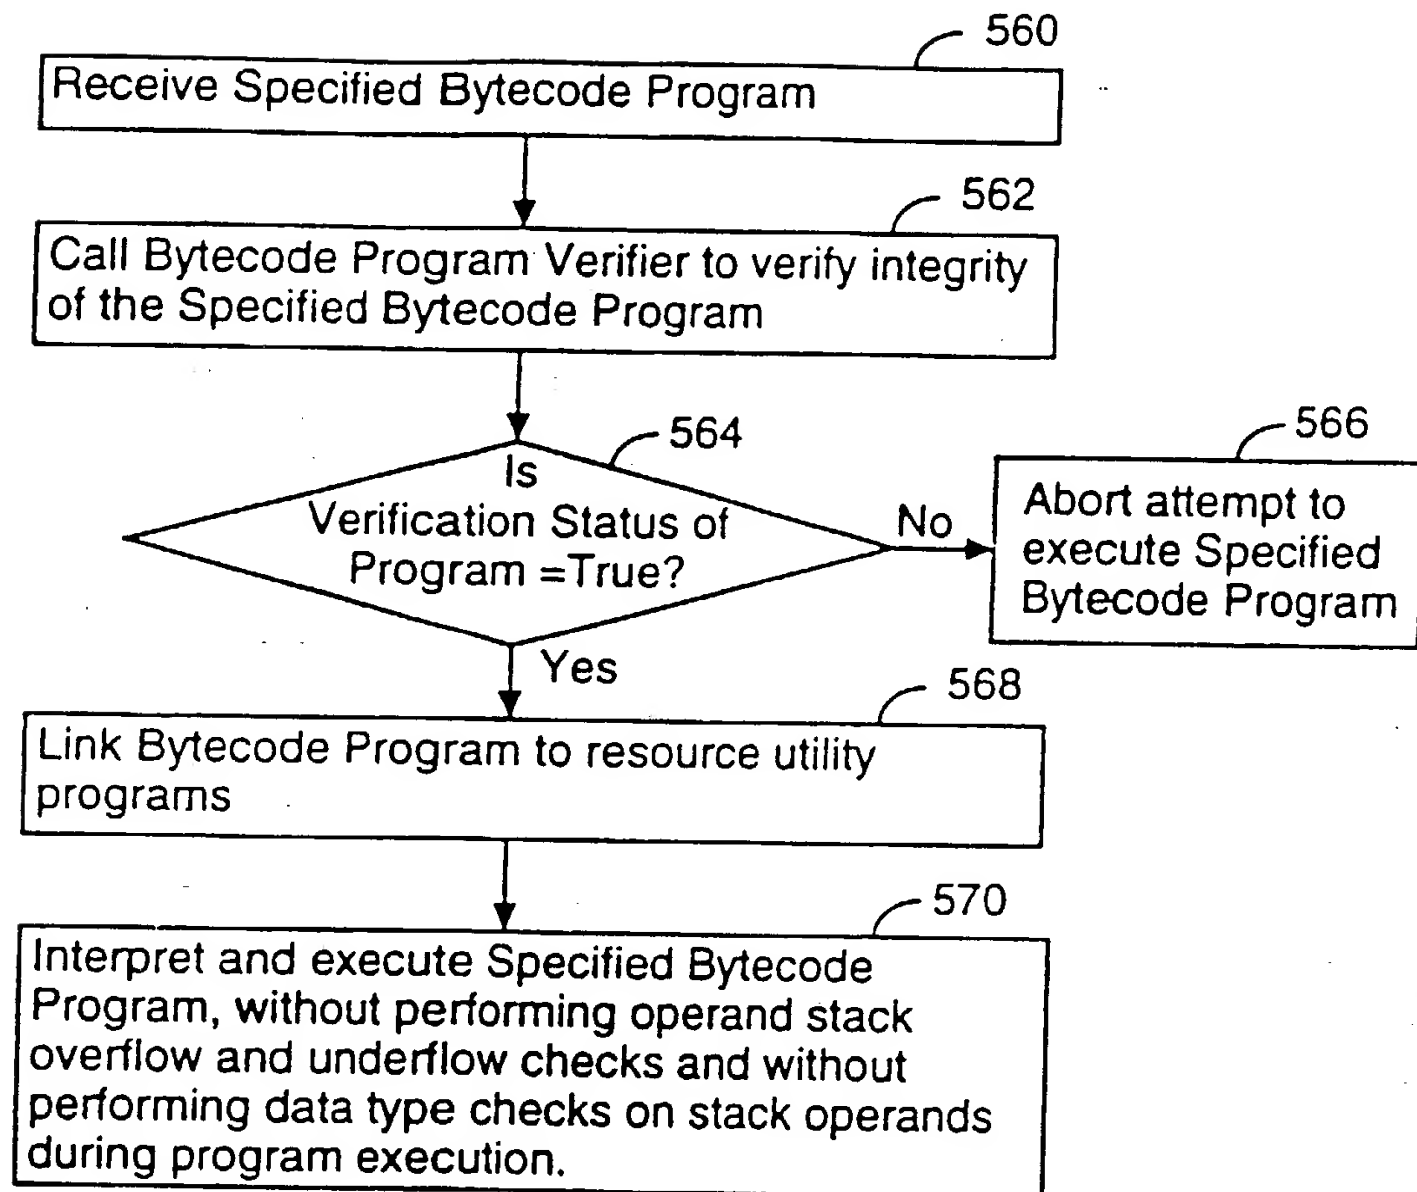 560
Receive Specified Bytecode Program
562
Call Bytecode Program Verifier to verify integrity
of the Specified Bytecode Program
564
Is
Verification Status of
Program =True?
No
566
Abort attempt to
execute Specified
Bytecode Program
Yes
568
Link Bytecode Program to resource utility
programs
570
Interpret and execute Specified Bytecode
Program, without performing operand stack
overflow and underflow checks and without
performing data type checks on stack operands
during program execution.